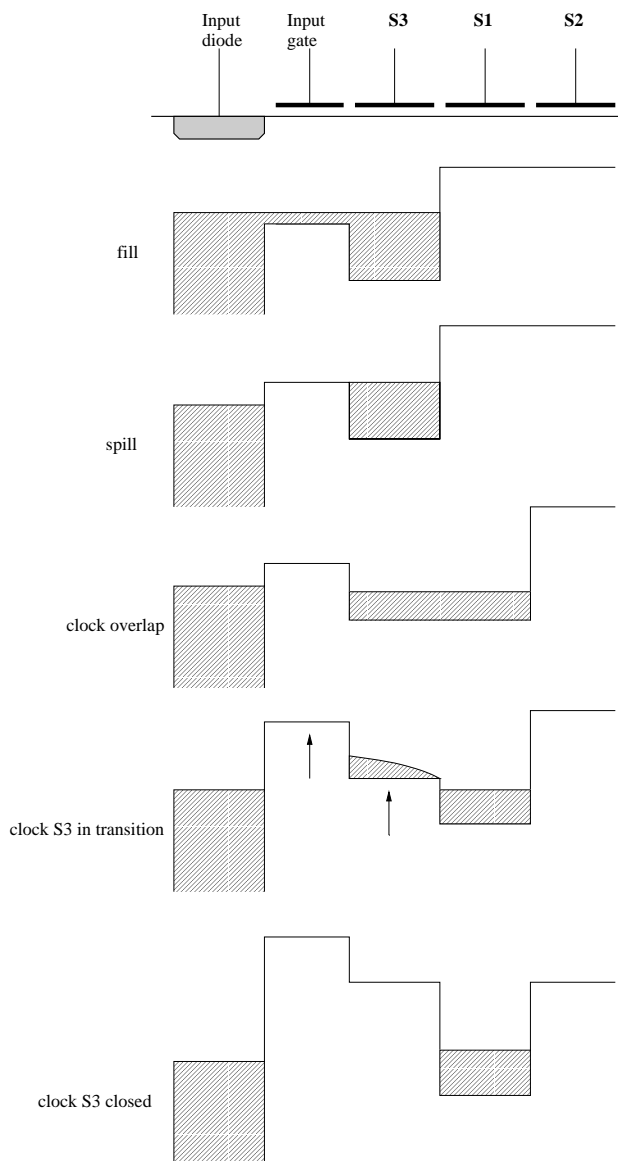 Input
diode
Input
gate
S3
S1
S2
fill
spill
clock overlap
clock S3 in transition
clock S3 closed